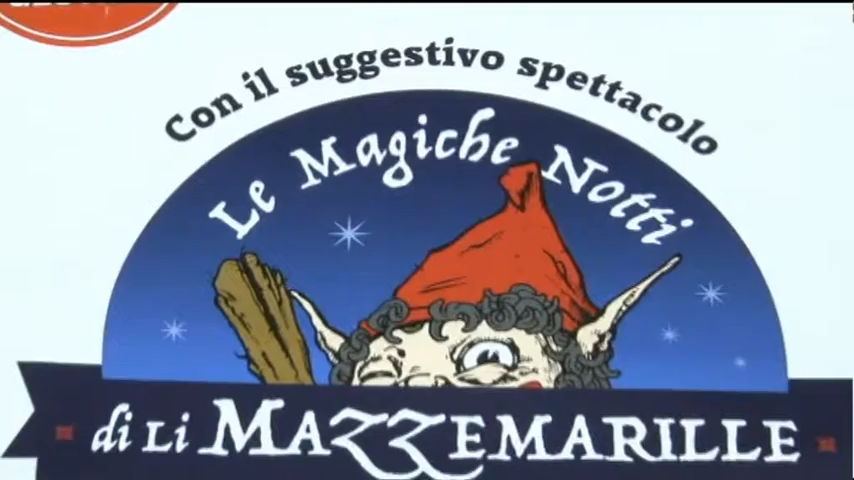 Con il suggestivo spettacolo
Le Magiche Notti
di Li MAZZEMARILLE